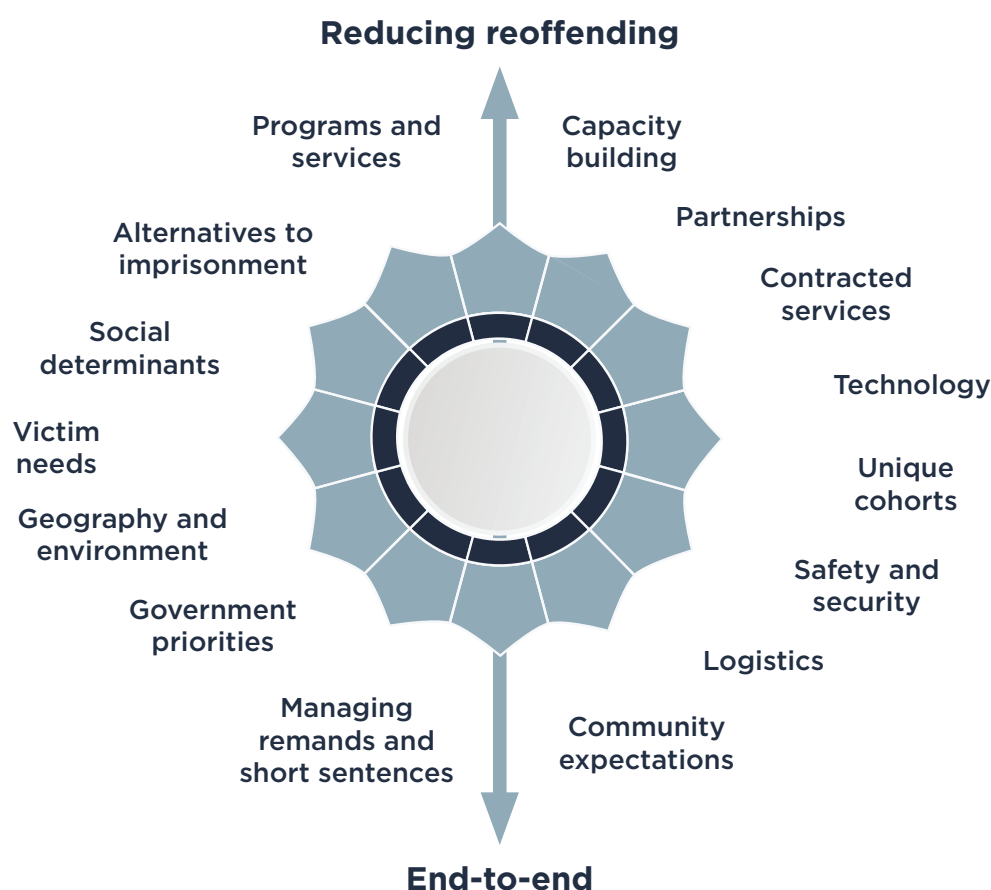 Reducing reoffending
Programs and
services
Capacity
building
Partnerships
Alternatives to
imprisonment
Contracted
services
Social
determinants
Technology
Victim
needs
Unique
cohorts
Geography and
environment
Safety and
security
Government
priorities
Logistics
Managing
remands and
short sentences
Community
expectations
End-to-end